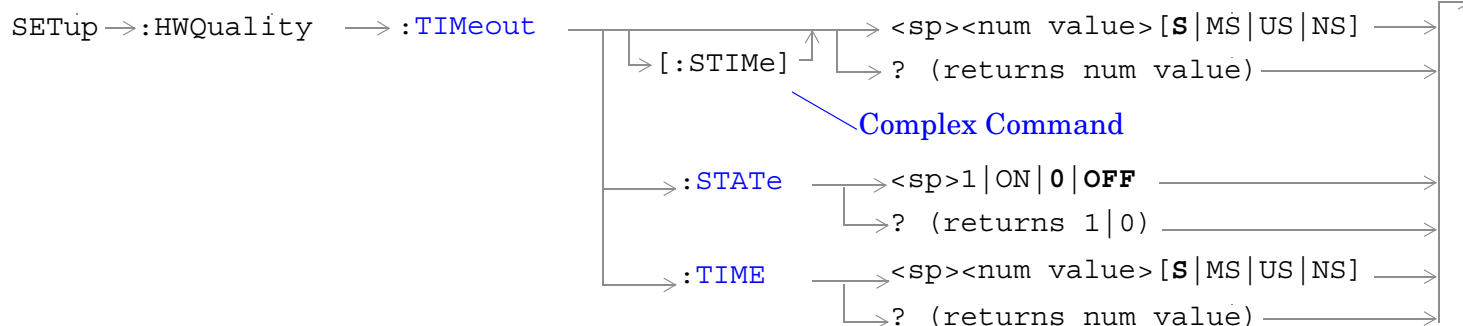 SETup :HWQuality :TIMeout <sp><num value>[S|MS|US|NS]
[:STIMe] ? (returns num value)
Complex Command
:STATe <sp>1|ON|0|OFF
? (returns 1|0)
:TIME <sp><num value>[S|MS|US|NS]
? (returns num value)